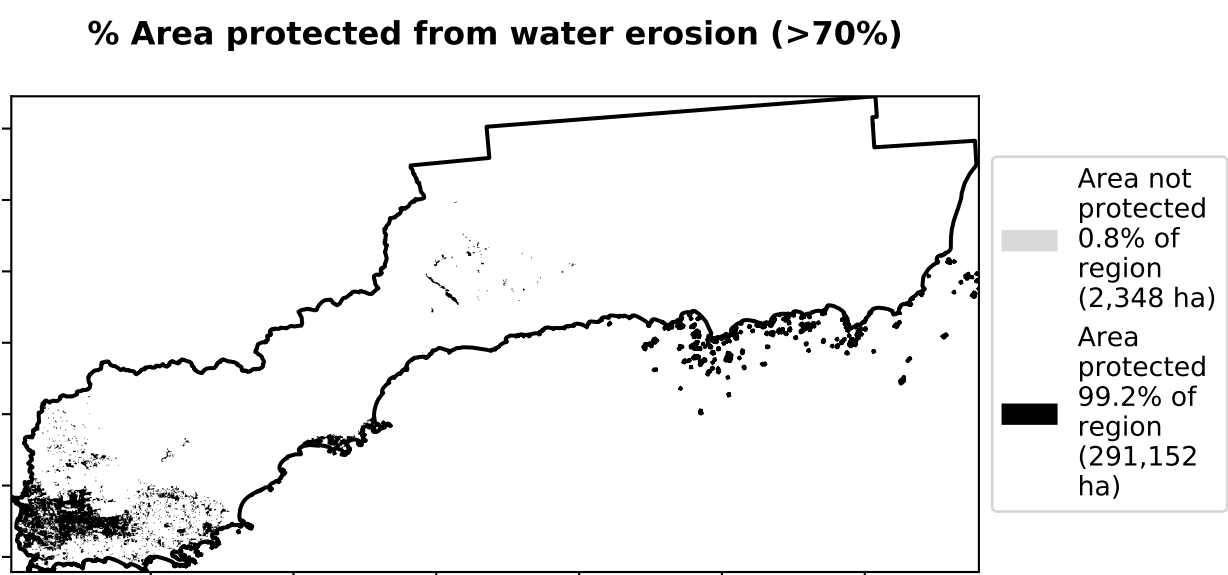 % Area protected from water erosion (>70%)
Area not
protected
0.8% of
region
(2,348 ha)
Area
protected
99.2% of
region
(291,152
ha)